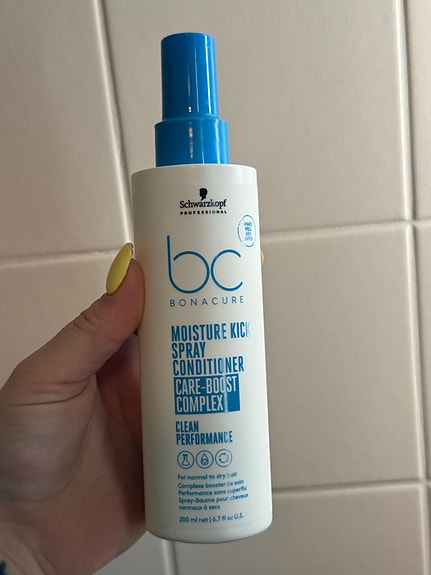 Schwarzkopf
PROFESSIONAL
bc
BONACURE
MOISTURE KICK
SPRAY
CONDITIONER
CARE-BOOST
COMPLEX
CLEAN
PERFORMANCE
For normal to dry hair
Complexe booster de soin
Performance sans superflu
Spray-Baume pour cheveux
normaux à secs
200 ml net | 6.7 fl oz U.S.